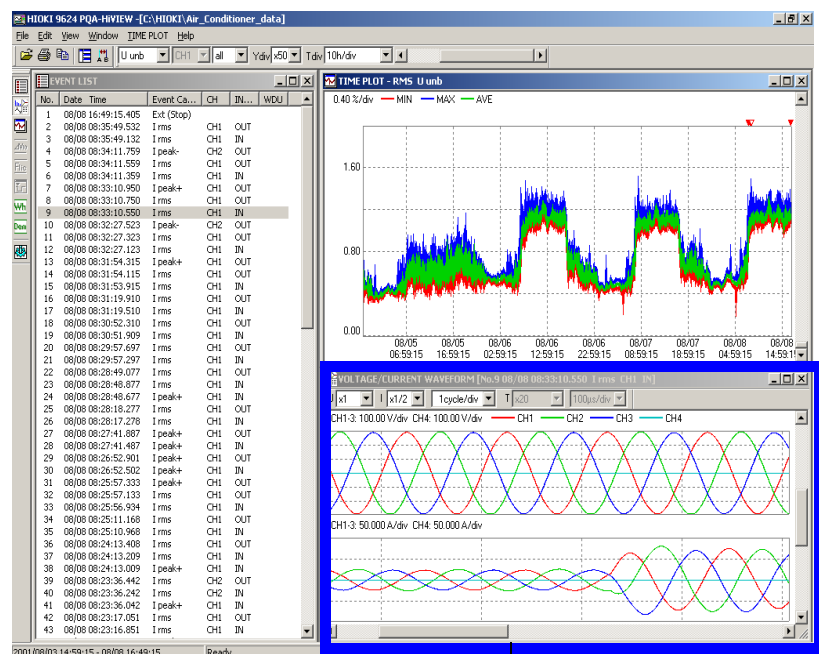 HIOKI 9624 PQA-HiVIEW -[C:\HIOKI\Air_Conditioner_data]
File Edit View Window TIME PLOT Help
U unb CH1 all Ydiv x50 Tdiv 10h/div
EVENT LIST
No. Date Time Event Ca... CH IN... WDU
1 08/08 16:49:15.405 Ext (Stop)
2 08/08 08:35:49.532 I rms CH1 OUT
3 08/08 08:35:49.132 I rms CH1 IN
4 08/08 08:34:11.759 I peak- CH2 OUT
5 08/08 08:34:11.559 I rms CH1 OUT
6 08/08 08:34:11.359 I rms CH1 IN
7 08/08 08:33:10.950 I peak+ CH1 OUT
8 08/08 08:33:10.750 I rms CH1 OUT
9 08/08 08:33:10.550 I rms CH1 IN
10 08/08 08:32:27.523 I peak- CH2 OUT
11 08/08 08:32:27.323 I rms CH1 OUT
12 08/08 08:32:27.123 I rms CH1 IN
13 08/08 08:31:54.315 I peak+ CH1 OUT
14 08/08 08:31:54.115 I rms CH1 OUT
15 08/08 08:31:53.915 I rms CH1 IN
16 08/08 08:31:19.910 I rms CH1 OUT
17 08/08 08:31:19.510 I rms CH1 IN
18 08/08 08:30:52.310 I rms CH1 OUT
19 08/08 08:30:51.909 I rms CH1 IN
20 08/08 08:29:57.697 I rms CH1 OUT
21 08/08 08:29:57.297 I rms CH1 IN
22 08/08 08:28:49.077 I rms CH1 OUT
23 08/08 08:28:48.877 I rms CH1 IN
24 08/08 08:28:48.677 I peak+ CH1 OUT
25 08/08 08:28:18.277 I rms CH1 OUT
26 08/08 08:28:17.278 I rms CH1 IN
27 08/08 08:27:41.887 I peak+ CH1 OUT
28 08/08 08:27:41.487 I peak+ CH1 IN
29 08/08 08:26:52.901 I peak+ CH1 OUT
30 08/08 08:26:52.502 I peak+ CH1 IN
31 08/08 08:25:57.333 I peak+ CH1 OUT
32 08/08 08:25:57.133 I rms CH1 OUT
33 08/08 08:25:56.934 I rms CH1 IN
34 08/08 08:25:11.168 I rms CH1 OUT
35 08/08 08:25:10.968 I rms CH1 IN
36 08/08 08:24:13.408 I rms CH1 OUT
37 08/08 08:24:13.209 I rms CH1 IN
38 08/08 08:24:13.009 I peak+ CH1 IN
39 08/08 08:23:36.442 I rms CH2 OUT
40 08/08 08:23:36.242 I rms CH2 IN
41 08/08 08:23:36.042 I peak+ CH1 IN
42 08/08 08:23:17.051 I rms CH1 OUT
43 08/08 08:23:16.851 I rms CH1 IN
TIME PLOT - RMS U unb
0.40 %/div MIN MAX AVE
1.60
0.80
0.00
08/05 08/05 08/06 08/06 08/06 08/07 08/07 08/08 08/08
06:59:15 16:59:15 02:59:15 12:59:15 22:59:15 08:59:15 18:59:15 04:59:15 14:59:15
VOLTAGE/CURRENT WAVEFORM [No.9 08/08 08:33:10.550 I rms CH1 IN]
U x1 I x1/2 1cycle/div T x20 100µs/div
CH1-3: 100.00 V/div CH4: 100.00 V/div CH1 CH2 CH3 CH4
CH1-3: 50.000 A/div CH4: 50.000 A/div
2001/08/03 14:59:15 - 08/08 16:49:15 Ready